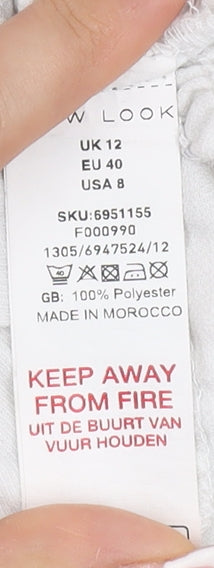 W LOOK
UK 12
EU 40
USA 8
SKU:6951155
F000990
1305/6947524/12
40
GB: 100% Polyester
MADE IN MOROCCO
KEEP AWAY
FROM FIRE
UIT DE BUURT VAN
VUUR HOUDEN